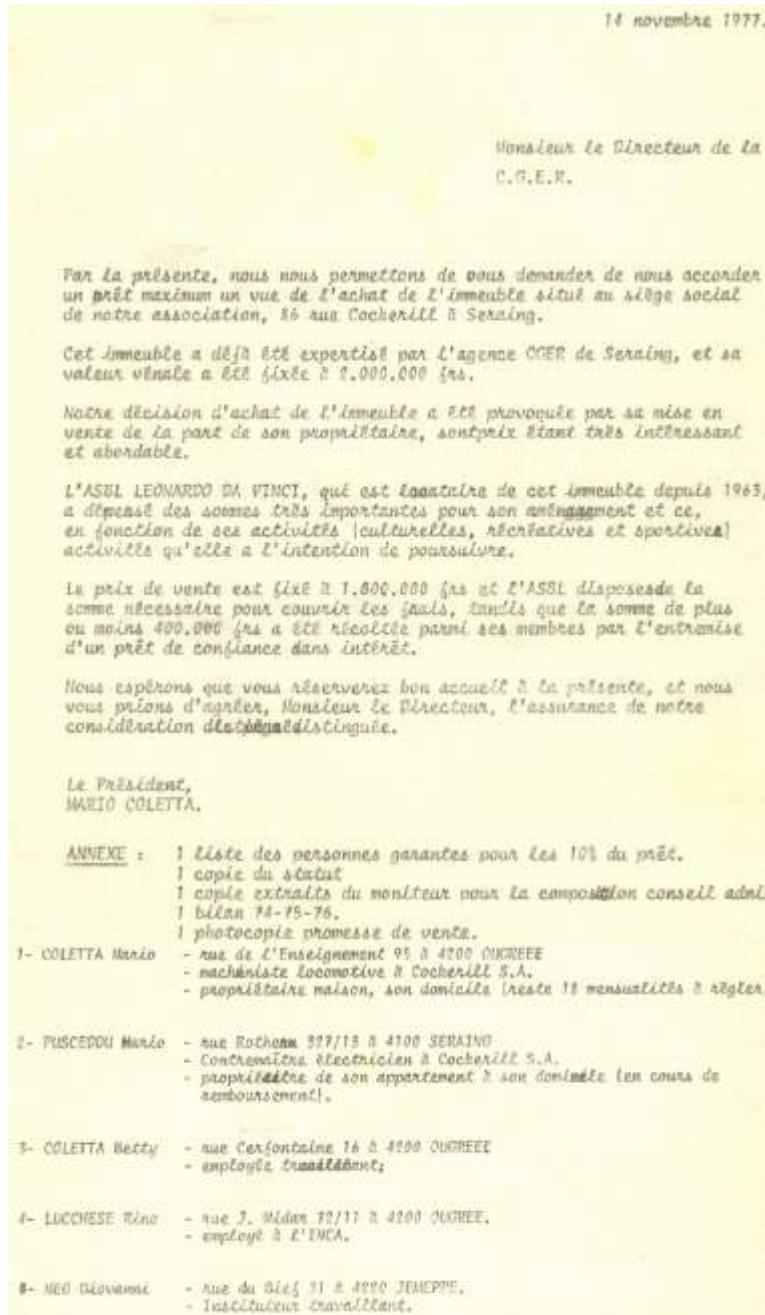 14 novembre 1977.
Monsieur le Directeur de la
C.G.E.R.
Par la présente, nous nous permettons de vous demander de nous accorder
un prêt maximum un vue de l'achat de l'immeuble situé au siège social
de notre association, 86 rue Cockerill à Seraing.
Cet immeuble a déjà été expertisé par l'agence CGER de Seraing, et sa
valeur vénale a été fixée à 2.000.000 frs.
Notre décision d'achat de l'immeuble a été provoquée par sa mise en
vente de la part de son propriétaire, sontprix étant très intéressant
et abordable.
L'ASBL LEONARDO DA VINCI, qui est locataire de cet immeuble depuis 1963,
a dépensé des sommes très importantes pour son aménagement et ce,
en fonction de ses activités (culturelles, récréatives et sportives)
activités qu'elle a l'intention de poursuivre.
Le prix de vente est fixé à 1.800.000 frs et l'ASBL disposesde la
somme nécessaire pour couvrir les frais, tandis que la somme de plus
ou moins 400.000 frs a été récoltée parmi ses membres par l'entremise
d'un prêt de confiance dans intérêt.
Nous espérons que vous réserverez bon accueil à la présente, et nous
vous prions d'agréer, Monsieur le Directeur, l'assurance de notre
considération distinguée.
Le Président,
MARIO COLETTA.
ANNEXE : 1 liste des personnes garantes pour les 10% du prêt.
1 copie du statut
1 copie extraits du moniteur pour la composition conseil admi
1 bilan 74-75-76.
1 photocopie promesse de vente.
1- COLETTA Mario - rue de l'Enseignement 95 à 4200 OUGREEE
- machiniste locomotive à Cockerill S.A.
- propriétaire maison, son domicile (reste 18 mensualités à régler
2- PUSCEDDU Mario - rue Rotheux 327/13 à 4100 SERAING
- Contremaître électricien à Cockerill S.A.
- propriétaire de son appartement à son domicile (en cours de
remboursement).
3- COLETTA Betty - rue Cerfontaine 16 à 4200 OUGREEE
- employée travaillant;
4- LUCCHESE Rino - rue J. Widar 12/11 à 4200 OUGREE.
- employé à l'INCA.
5- NEO Giovanni - rue du Bief 31 à 4220 JEMEPPE.
- Instituteur travaillant.